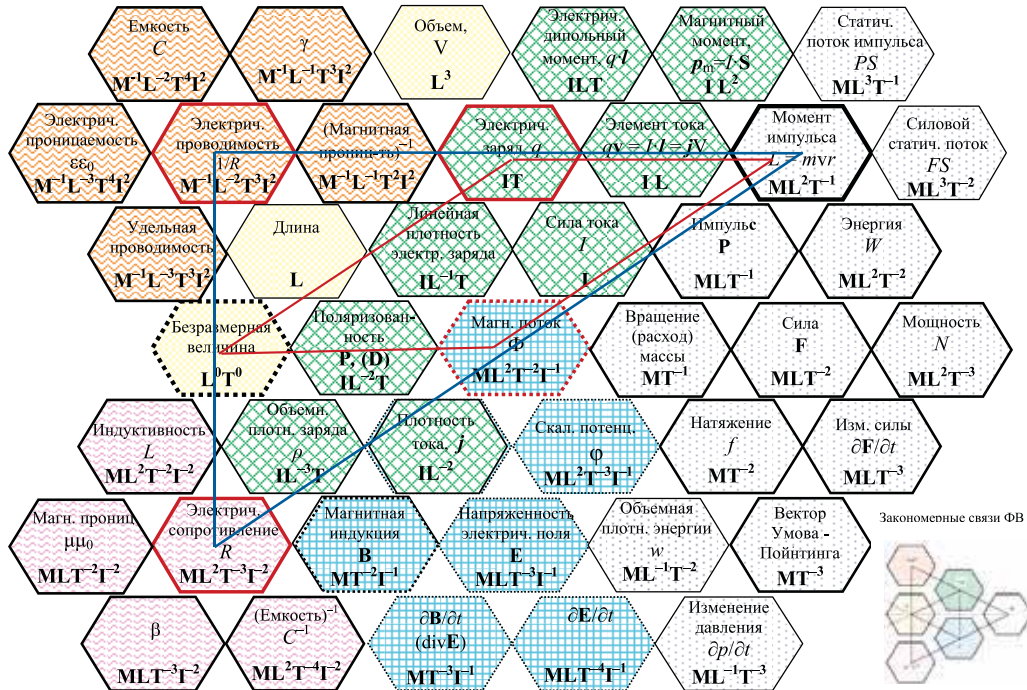 Емкость
C
M⁻¹L⁻²T⁴I²
γ
M⁻¹L⁻¹T³I²
Объем,
V
L³
Электрич.
дипольный
момент, q·l
ILT
Магнитный
момент,
pₘ=I·S
I L²
Статич.
поток импульса
PS
ML³T⁻¹
Электрич.
проницаемость
εε₀
M⁻¹L⁻³T⁴I²
Электрич.
проводимость
1/R
M⁻¹L⁻²T³I²
(Магнитная
прониц-ть)⁻¹
M⁻¹L⁻¹T²I²
Электрич.
заряд, q
IT
Элемент тока
qv = I·l = jV
I L
Момент
импульса
L = mvr
ML²T⁻¹
Силовой
статич. поток
FS
ML³T⁻²
Удельная
проводимость
M⁻¹L⁻³T³I²
Длина
L
Линейная
плотность
электр. заряда
IL⁻¹T
Сила тока
I
I
Импульс
P
MLT⁻¹
Энергия
W
ML²T⁻²
Безразмерная
величина
L⁰T⁰
Поляризован-
ность
P, (D)
IL⁻²T
Магн. поток
Φ
ML²T⁻²I⁻¹
Вращение
(расход)
массы
MT⁻¹
Сила
F
MLT⁻²
Мощность
N
ML²T⁻³
Индуктивность
L
ML²T⁻²I⁻²
Объемн.
плотн. заряда
ρ
IL⁻³T
Плотность
тока, j
IL⁻²
Скал. потенц.
φ
ML²T⁻³I⁻¹
Натяжение
f
MT⁻²
Изм. силы
∂F/∂t
MLT⁻³
Магн. прониц.
μμ₀
MLT⁻²I⁻²
Электрич.
сопротивление
R
ML²T⁻³I⁻²
Магнитная
индукция
B
MT⁻²I⁻¹
Напряженность
электрич. поля
E
MLT⁻³I⁻¹
Объемная
плотн. энергии
w
ML⁻¹T⁻²
Вектор
Умова -
Пойнтинга
MT⁻³
Закономерные связи ФВ
β
MLT⁻³I⁻²
(Емкость)⁻¹
C⁻¹
ML²T⁻⁴I⁻²
∂B/∂t
(divE)
MT⁻³I⁻¹
∂E/∂t
MLT⁻⁴I⁻¹
Изменение
давления
∂p/∂t
ML⁻¹T⁻³